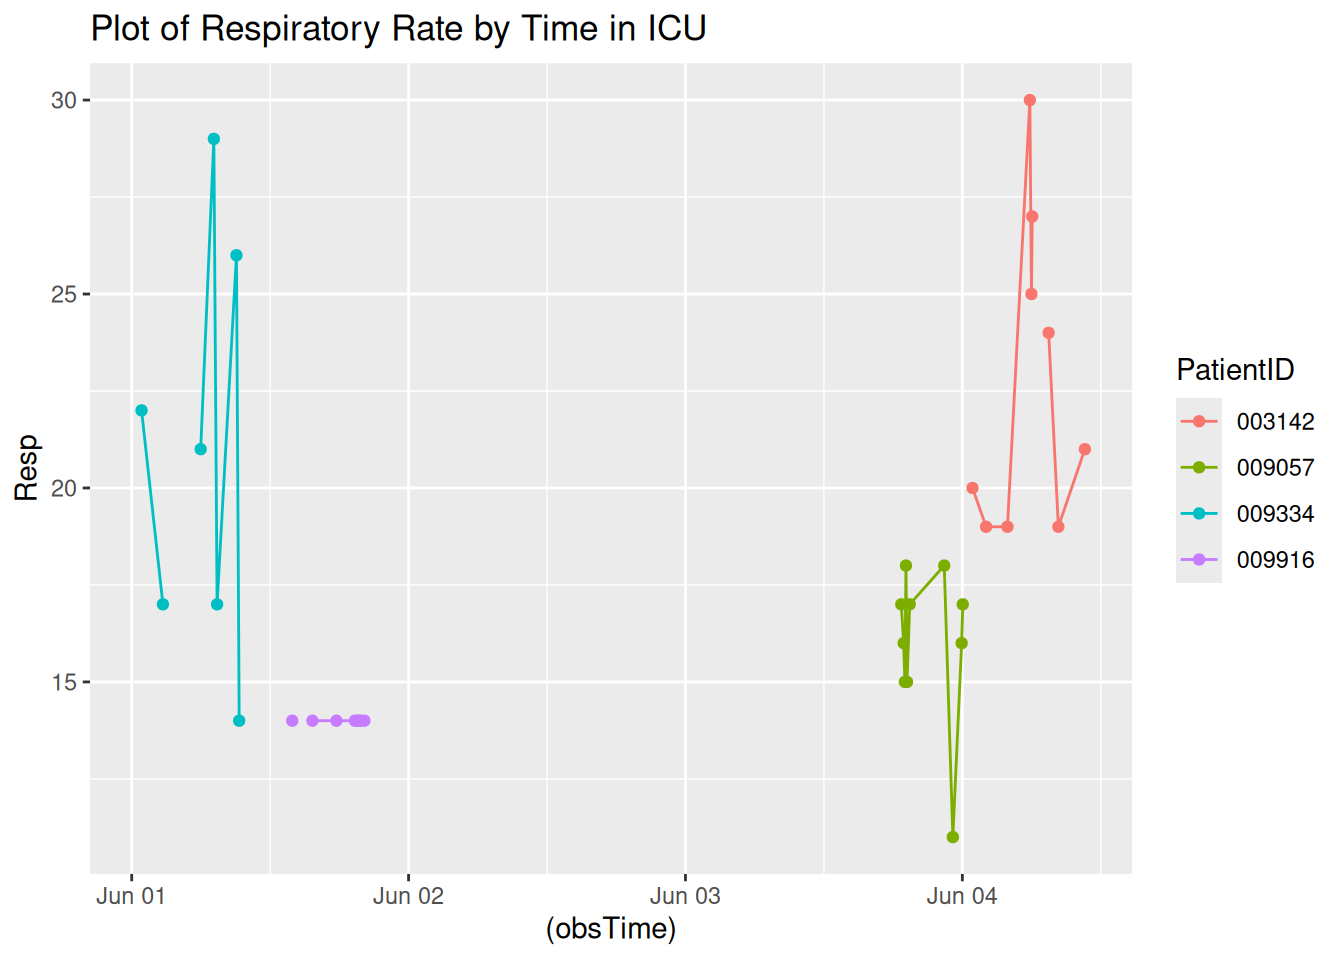 Plot of Respiratory Rate by Time in ICU
30
25
20
15
Resp
Jun 01
Jun 02
Jun 03
Jun 04
(obsTime)
PatientID
003142
009057
009334
009916